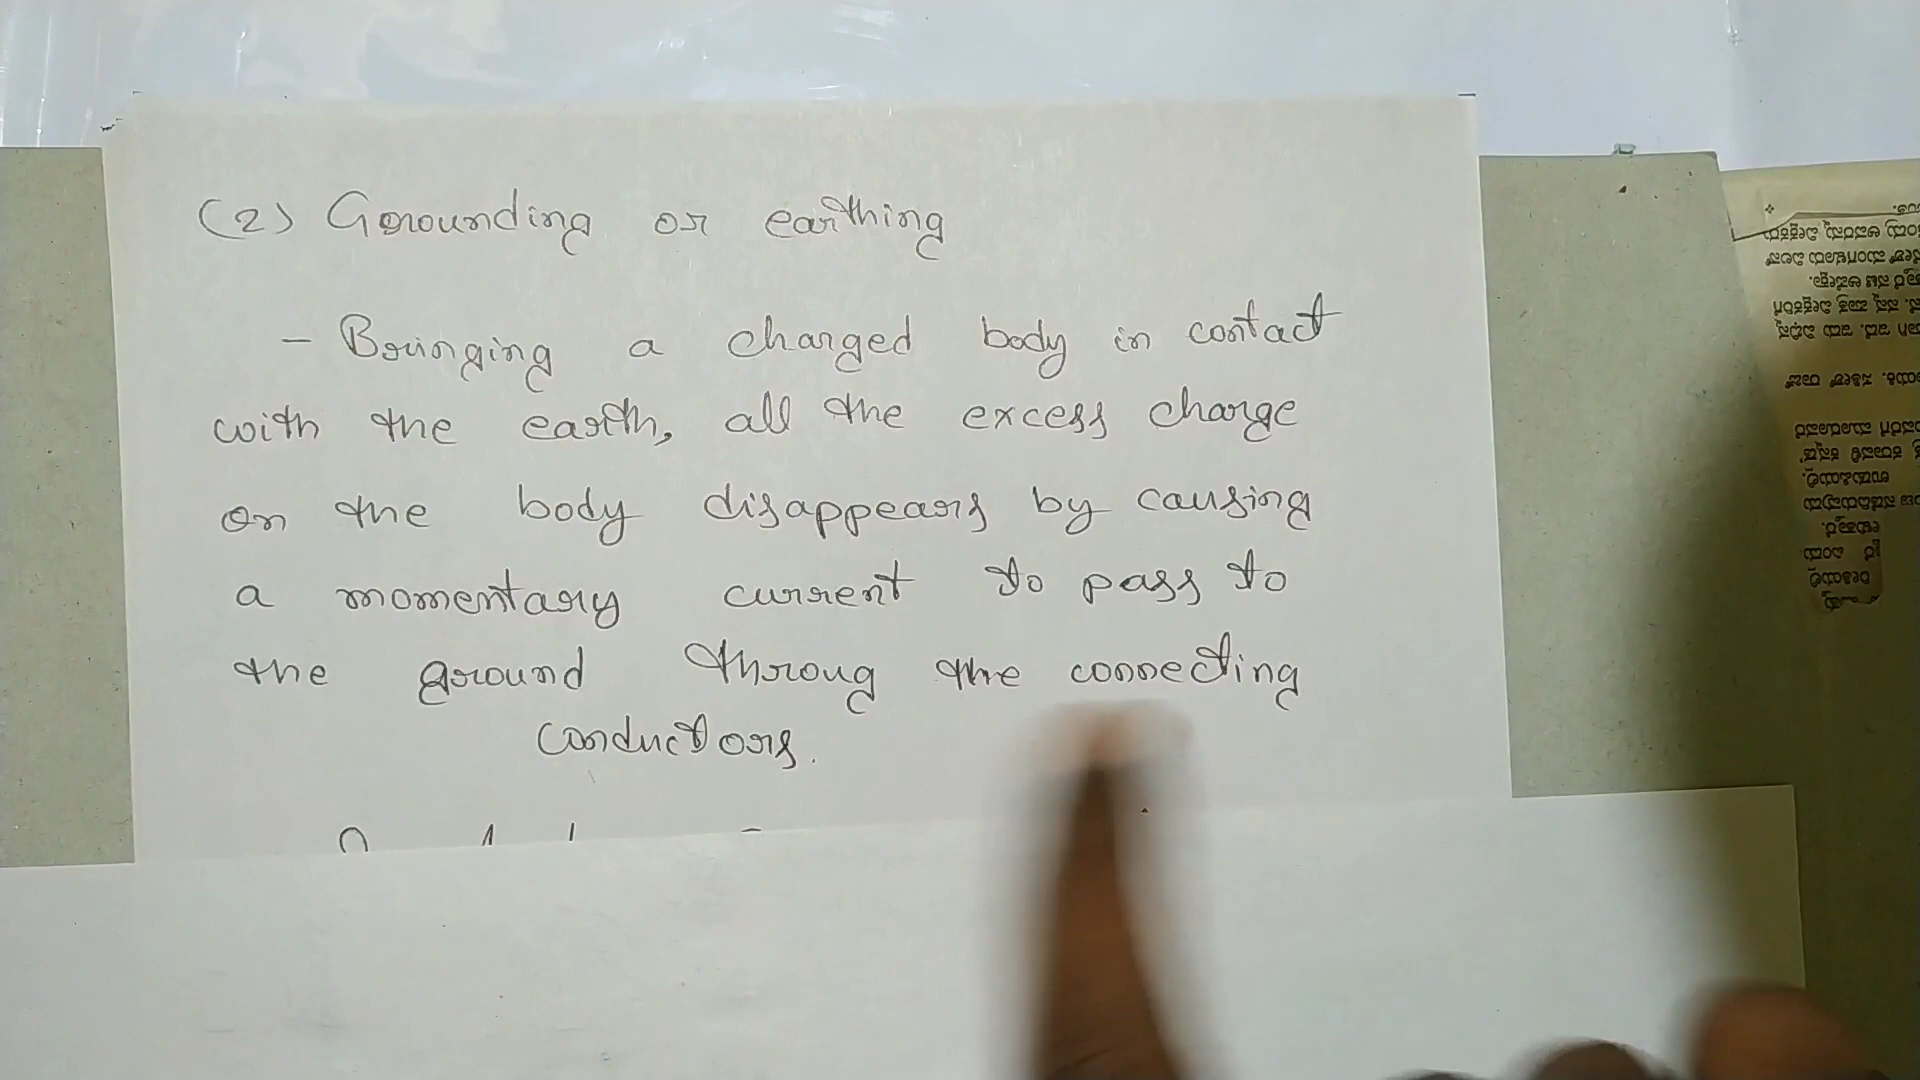 (2) Grounding or earthing
- Bringing a charged body in contact
with the earth, all the excess charge
on the body disappears by causing
a momentary current to pass to
the ground throug the connecting
conductors.